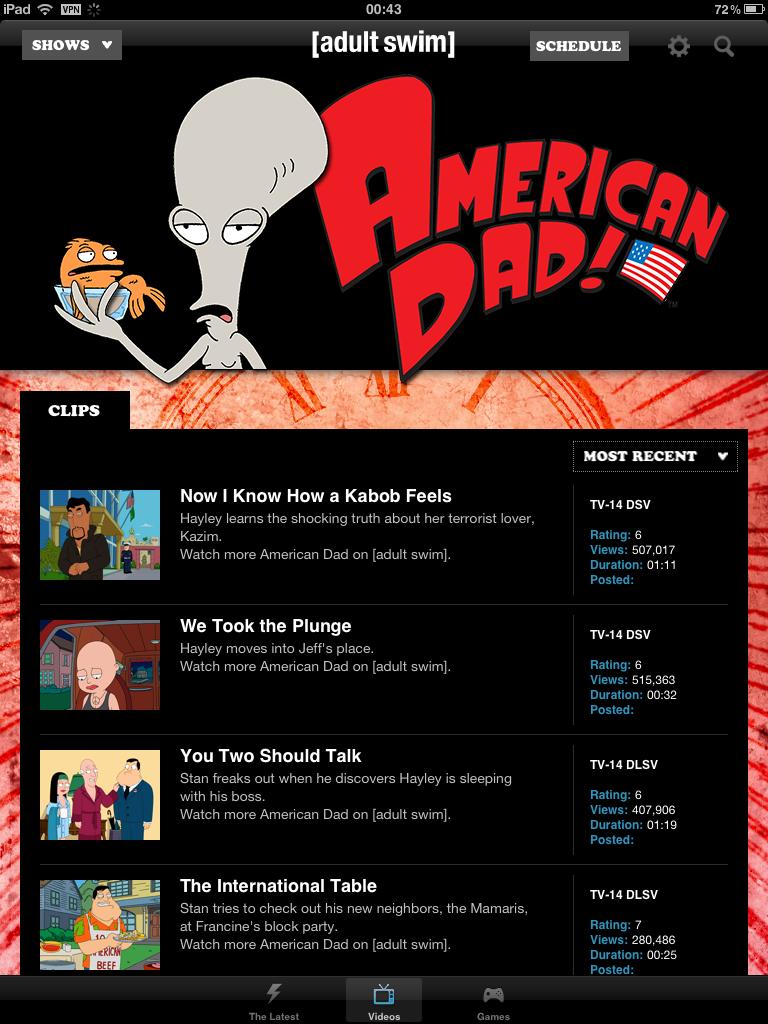 iPad VPN 00:43 72%
SHOWS [adult swim] SCHEDULE
AMERICAN
DAD!
TM
CLIPS
MOST RECENT
Now I Know How a Kabob Feels
Hayley learns the shocking truth about her terrorist lover,
Kazim.
Watch more American Dad on [adult swim].
TV-14 DSV
Rating: 6
Views: 507,017
Duration: 01:11
Posted:
We Took the Plunge
Hayley moves into Jeff's place.
Watch more American Dad on [adult swim].
TV-14 DSV
Rating: 6
Views: 515,363
Duration: 00:32
Posted:
You Two Should Talk
Stan freaks out when he discovers Hayley is sleeping
with his boss.
Watch more American Dad on [adult swim].
TV-14 DLSV
Rating: 6
Views: 407,906
Duration: 01:19
Posted:
The International Table
Stan tries to check out his new neighbors, the Mamaris,
at Francine's block party.
Watch more American Dad on [adult swim].
AMERICAN
BEEF
TV-14 DLSV
Rating: 7
Views: 280,486
Duration: 00:25
Posted:
The Latest Videos Games